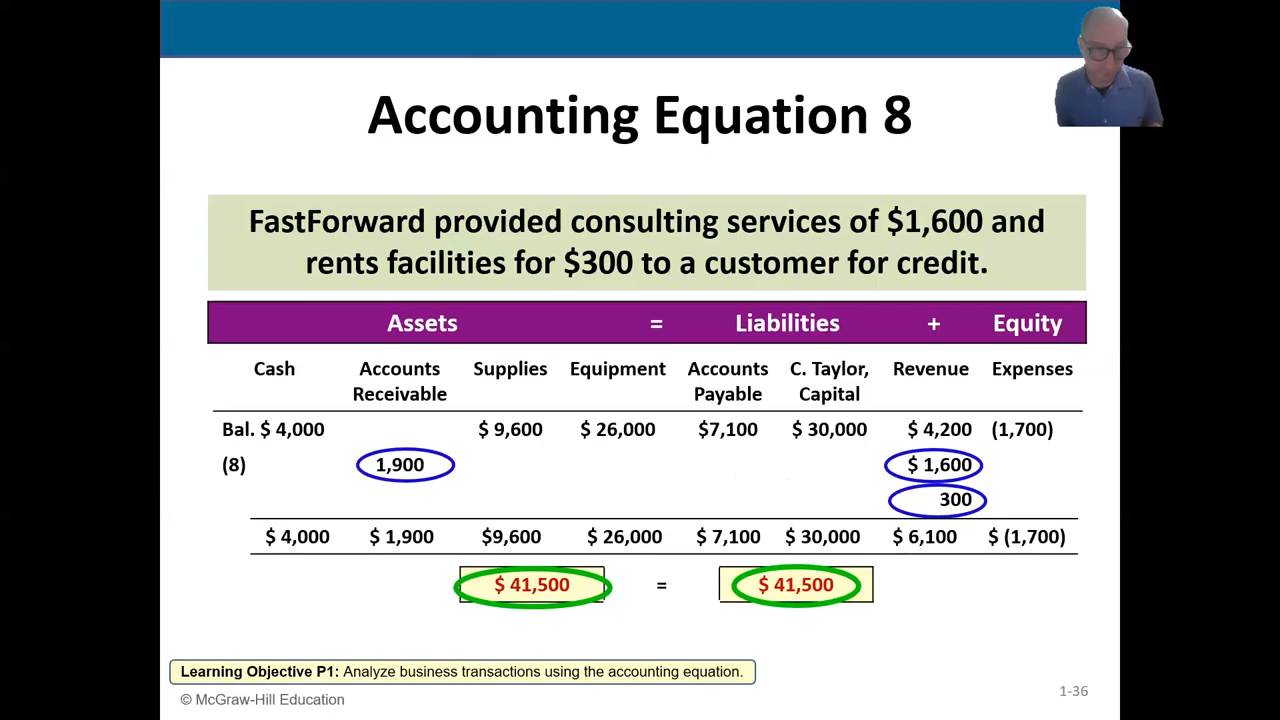 Accounting Equation 8
FastForward provided consulting services of $1,600 and
rents facilities for $300 to a customer for credit.
Assets = Liabilities + Equity
Cash Accounts Receivable Supplies Equipment Accounts Payable C. Taylor, Capital Revenue Expenses
Bal. $ 4,000 $ 9,600 $ 26,000 $7,100 $ 30,000 $ 4,200 (1,700)
(8) 1,900 $ 1,600
300
$ 4,000 $ 1,900 $9,600 $ 26,000 $ 7,100 $ 30,000 $ 6,100 $ (1,700)
$ 41,500 = $ 41,500
Learning Objective P1: Analyze business transactions using the accounting equation.
© McGraw-Hill Education
1-36